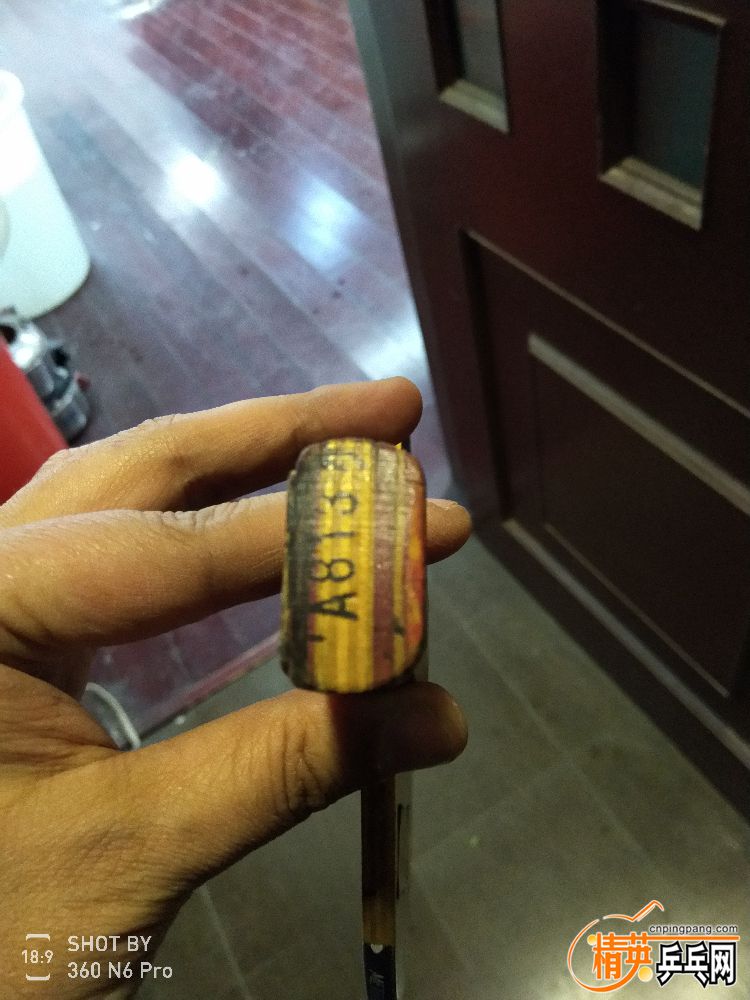 A813
18:9
SHOT BY
360 N6 Pro
cnpingpang.com
精英乒乓网